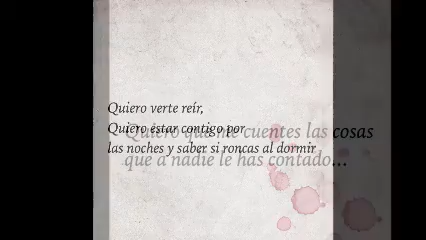 Quiero verte reír,
Quiero estar contigo por
las noches y saber si roncas al dormir
Quiero que me cuentes las cosas
que a nadie le has contado...